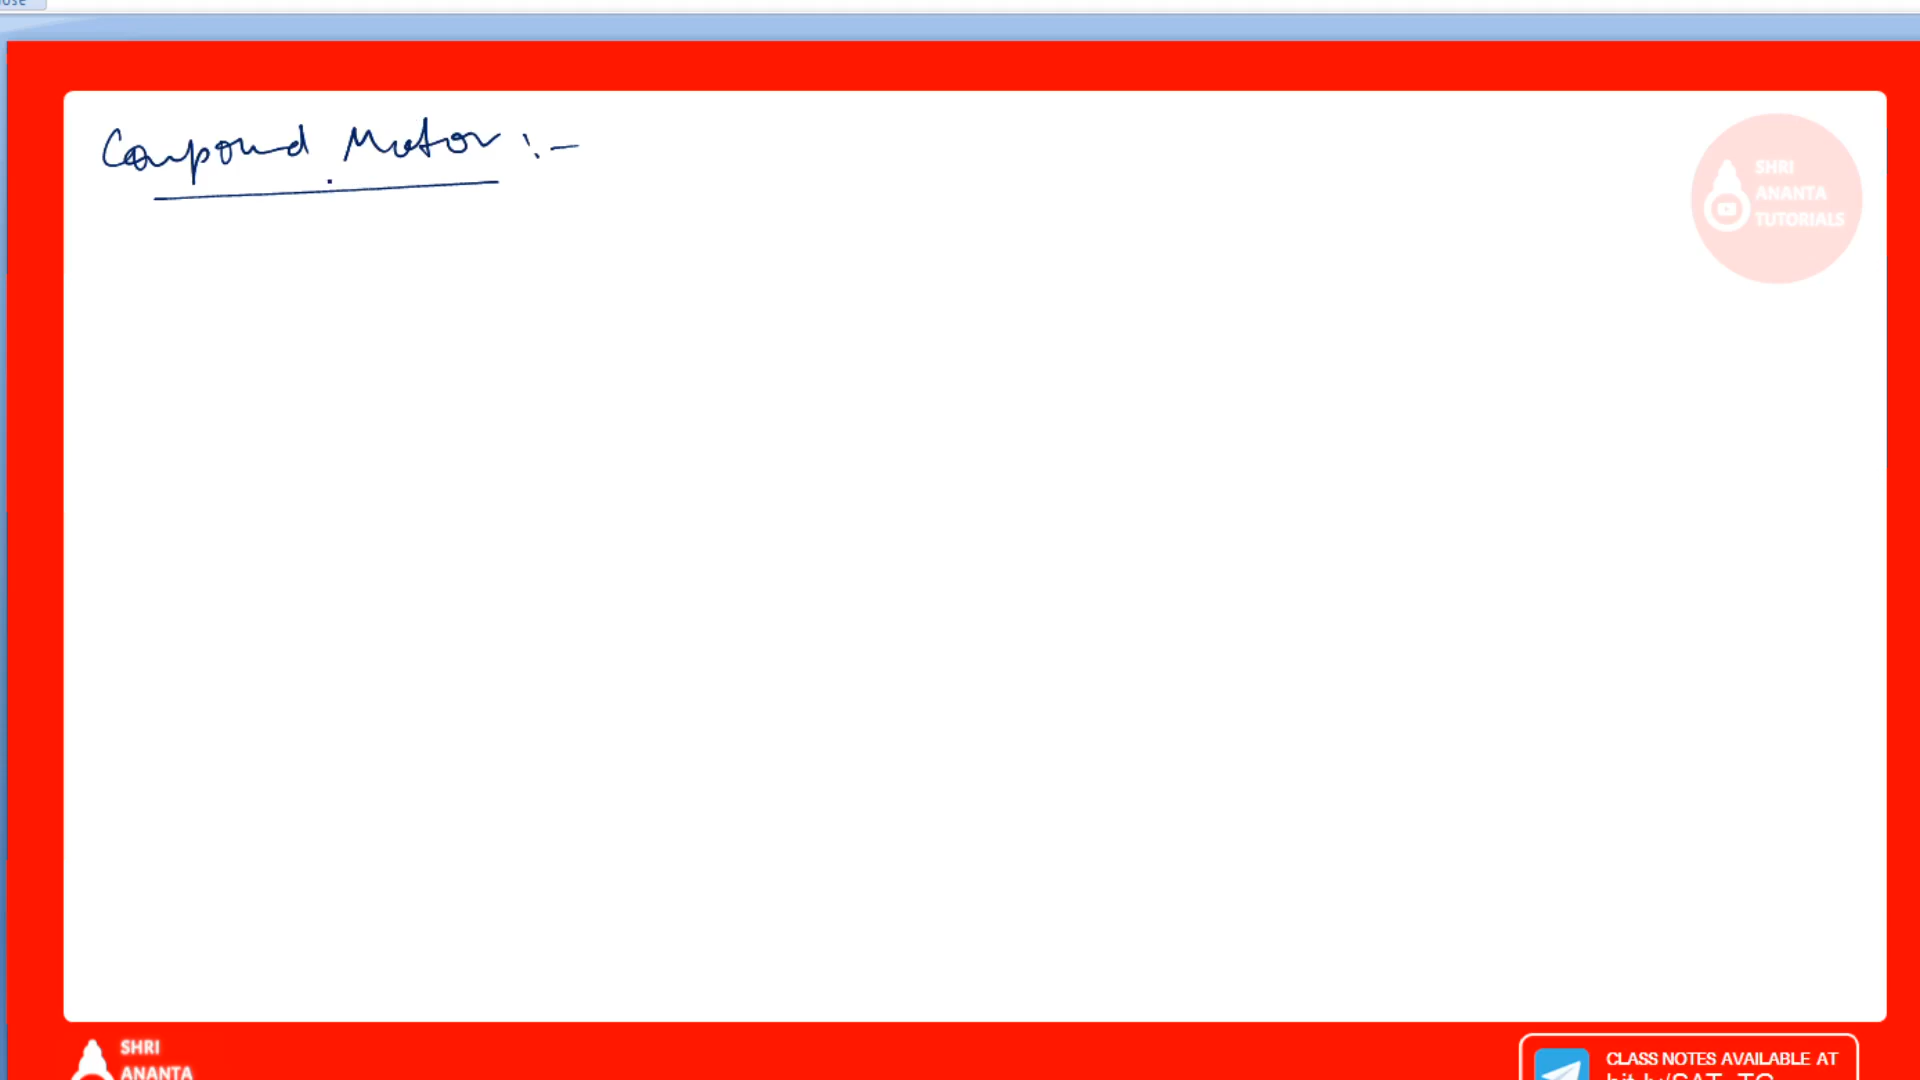 Compound Motor :-
SHRI
ANANTA
TUTORIALS
SHRI
ANANTA
CLASS NOTES AVAILABLE AT